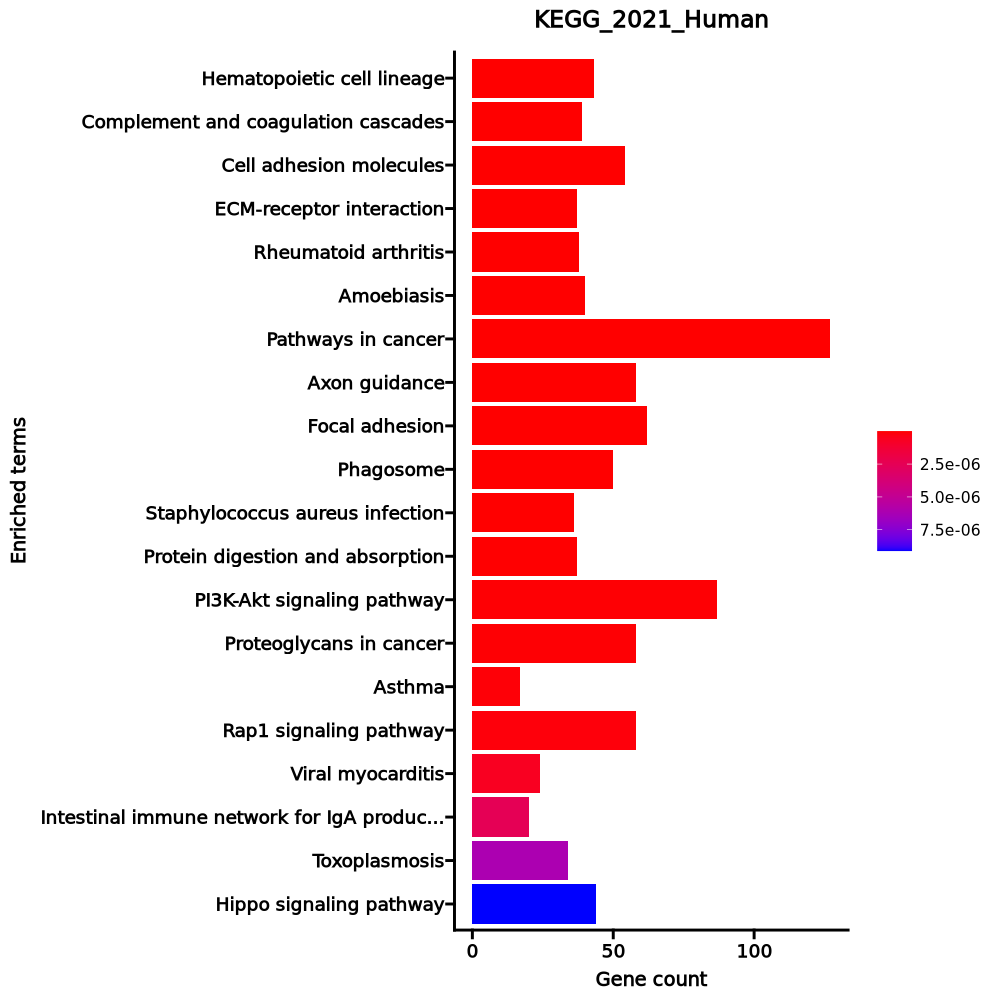 KEGG_2021_Human
Hematopoietic cell lineage
Complement and coagulation cascades
Cell adhesion molecules
ECM-receptor interaction
Rheumatoid arthritis
Amoebiasis
Pathways in cancer
Axon guidance
Focal adhesion
Phagosome
Staphylococcus aureus infection
Protein digestion and absorption
PI3K-Akt signaling pathway
Proteoglycans in cancer
Asthma
Rap1 signaling pathway
Viral myocarditis
Intestinal immune network for IgA produc...
Toxoplasmosis
Hippo signaling pathway
Enriched terms
0 50 100
Gene count
2.5e-06
5.0e-06
7.5e-06